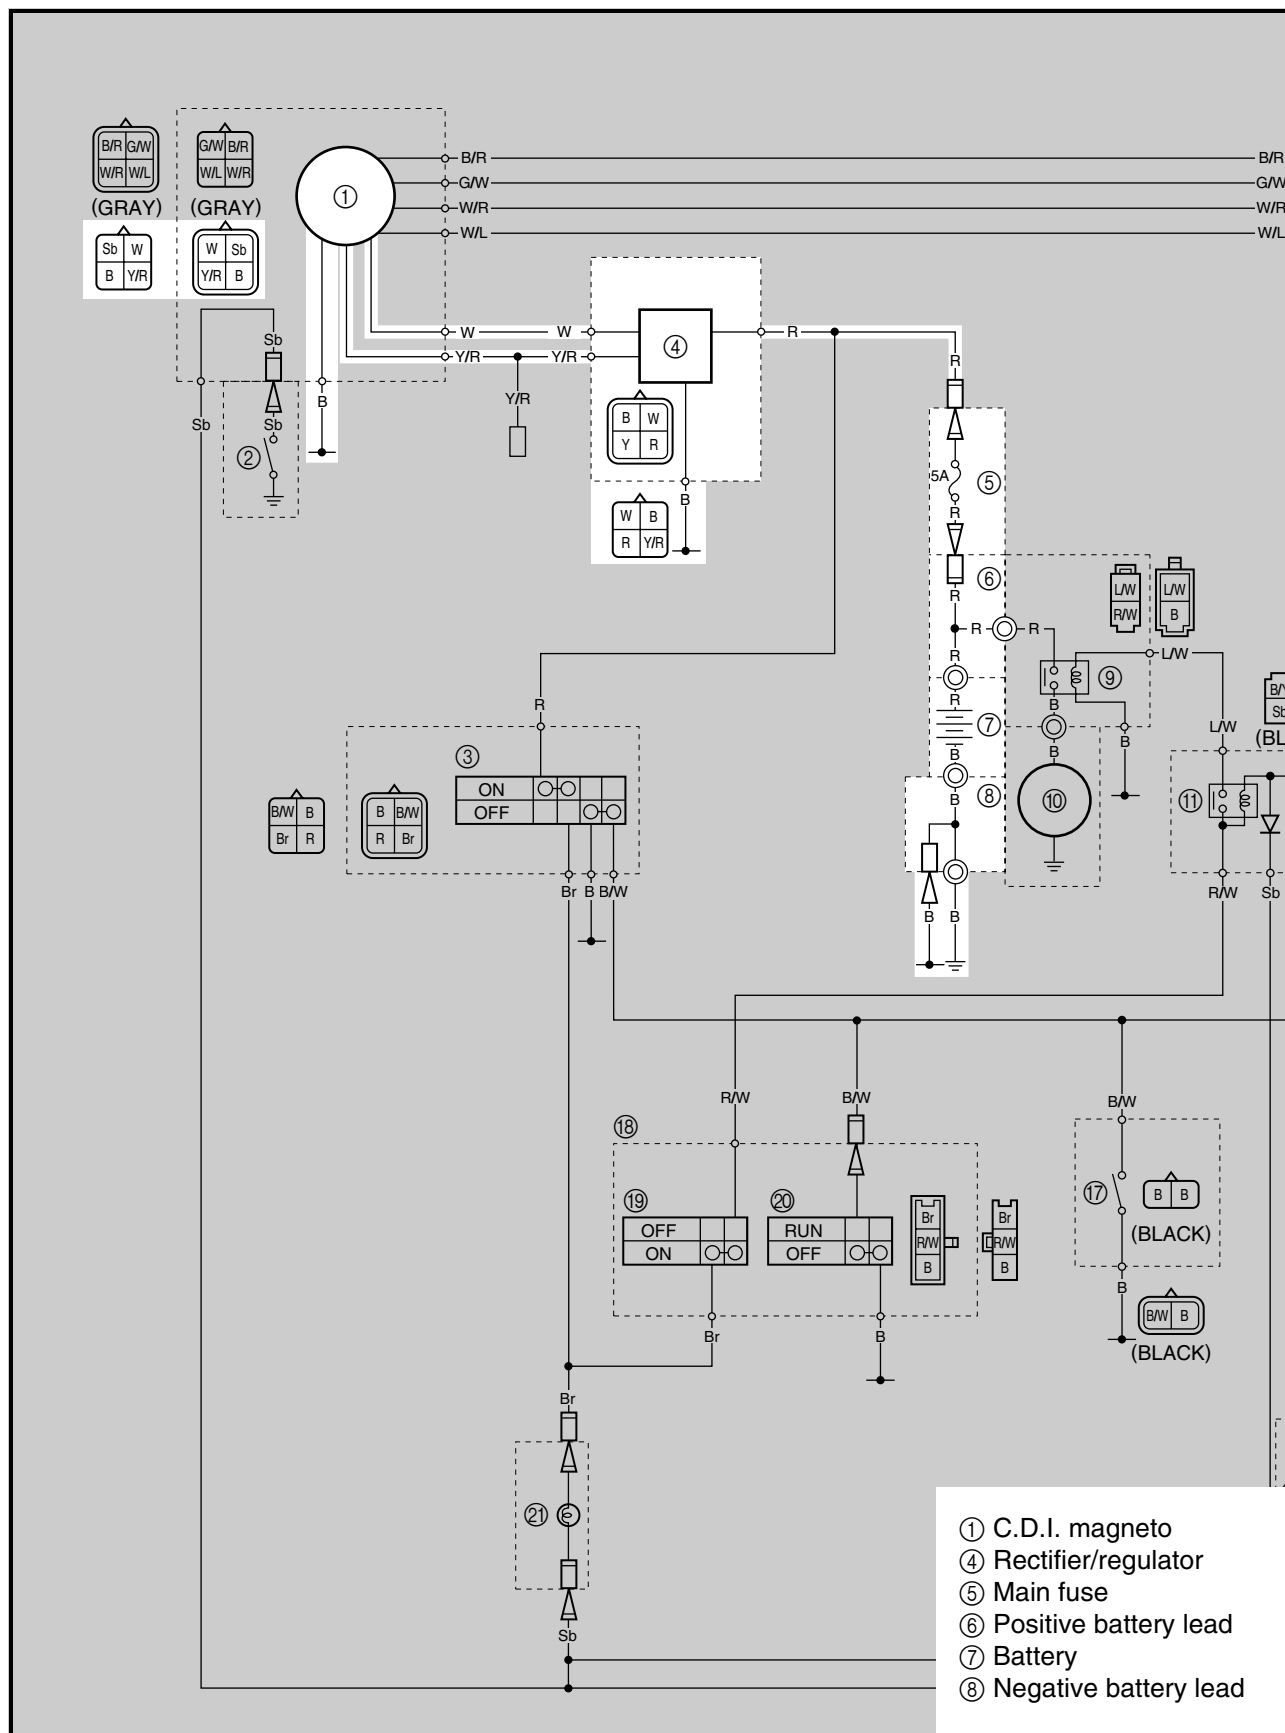 B/R G/W
W/R W/L
(GRAY)
G/W B/R
W/L W/R
(GRAY)
Sb W
B Y/R
W Sb
Y/R B
①
B/R B/R
G/W G/W
W/R W/R
W/L W/L
W W
Y/R Y/R
Y/R
Sb
Sb
Sb
②
B
④
R
B W
Y R
W B
R Y/R
B
R
5A
⑤
R
⑥
R
R R
R
R
⑦
B
B
⑧
B B
L/W
R/W
L/W
B
L/W
⑨
B
B
B
⑩
L/W
⑪
R/W
Sb
(BL
R
③
ON
OFF
B/W B
Br R
B B/W
R Br
Br B B/W
R/W
B/W
B/W
⑱
⑲
OFF
ON
⑳
RUN
OFF
Br
R/W
B
Br
R/W
B
Br
B
⑰
B B
(BLACK)
B
B/W B
(BLACK)
Br
㉑
Sb
① C.D.I. magneto
④ Rectifier/regulator
⑤ Main fuse
⑥ Positive battery lead
⑦ Battery
⑧ Negative battery lead